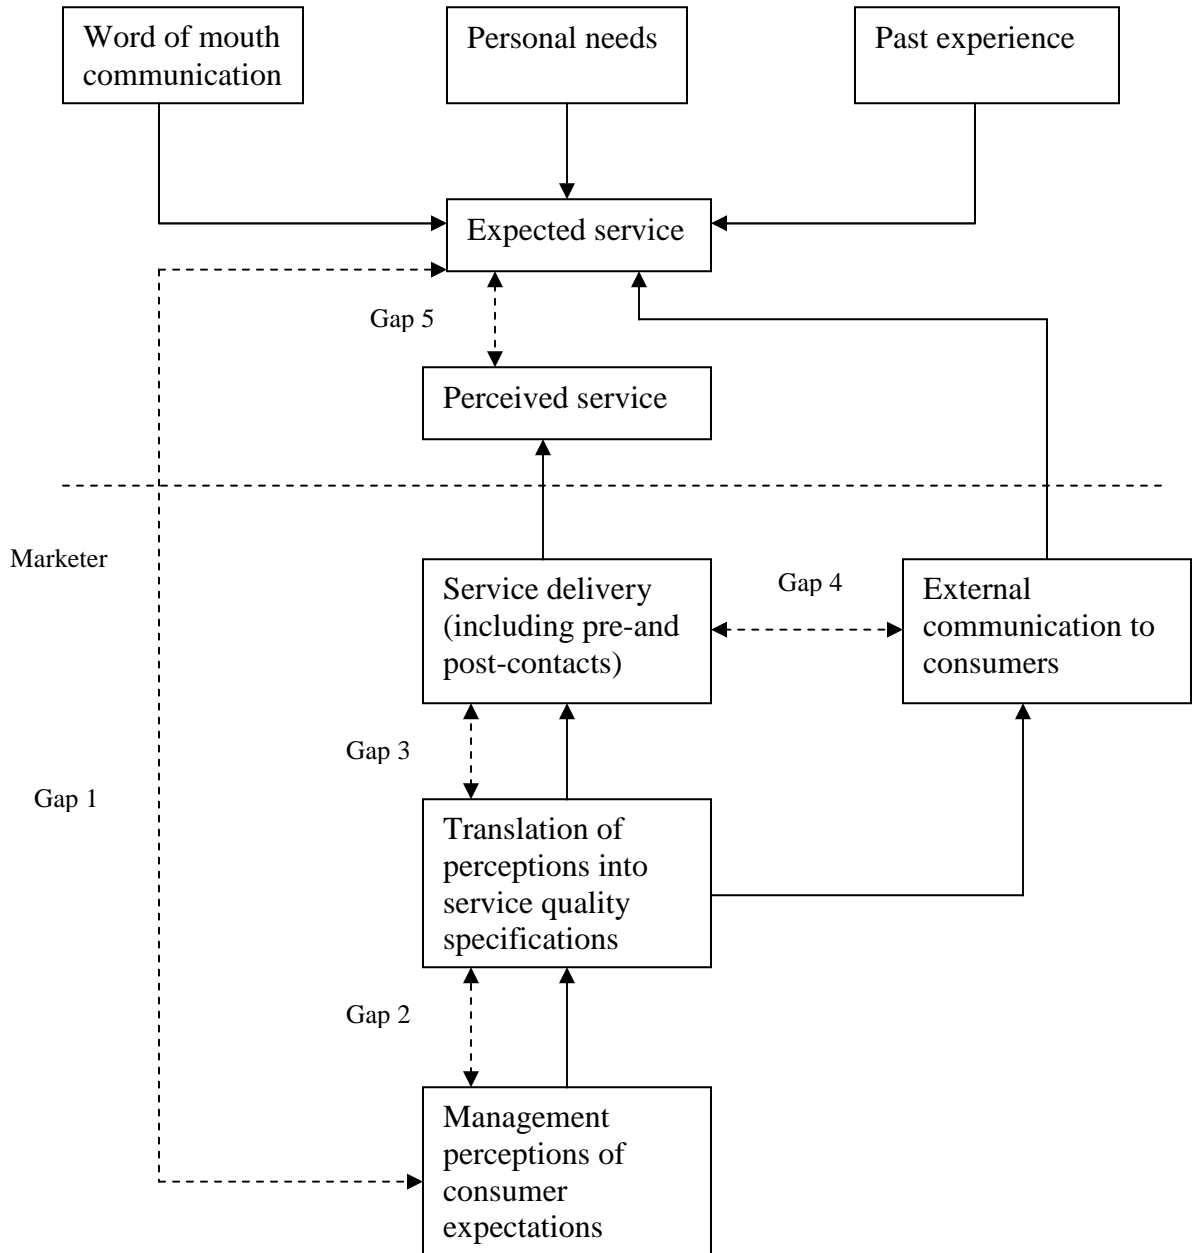 Word of mouth
communication
Personal needs
Past experience
Expected service
Gap 5
Perceived service
Marketer
Service delivery
(including pre-and
post-contacts)
Gap 4
External
communication to
consumers
Gap 3
Gap 1
Translation of
perceptions into
service quality
specifications
Gap 2
Management
perceptions of
consumer
expectations